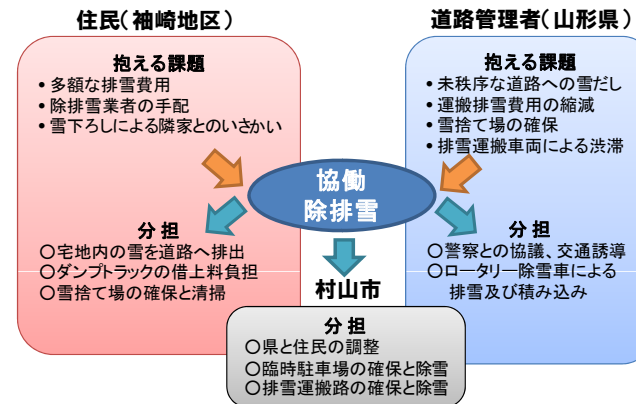 住民（袖崎地区）
抱える課題
• 多額な排雪費用
• 除排雪業者の手配
• 雪下ろしによる隣家とのいさかい
分 担
○宅地内の雪を道路へ排出
○ダンプトラックの借上料負担
○雪捨て場の確保と清掃
協働
除排雪
道路管理者（山形県）
抱える課題
• 未秩序な道路への雪だし
• 運搬排雪費用の縮減
• 雪捨て場の確保
• 排雪運搬車両による渋滞
分 担
○警察との協議、交通誘導
○ロータリー除雪車による
排雪及び積み込み
村山市
分 担
○県と住民の調整
○臨時駐車場の確保と除雪
○排雪運搬路の確保と除雪